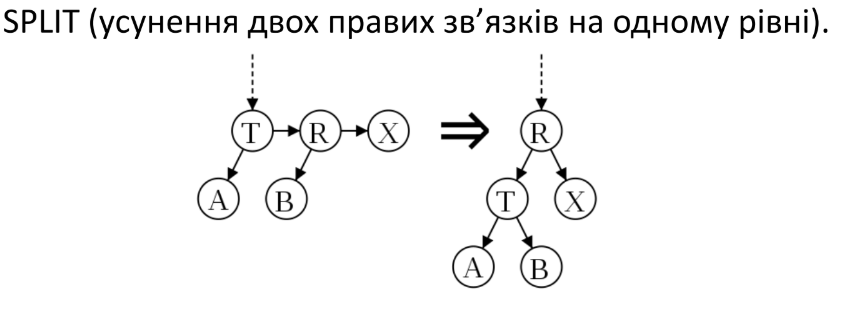 SPLIT (усунення двох правих зв’язків на одному рівні).
T R X ⇒ R
A B T X
A B